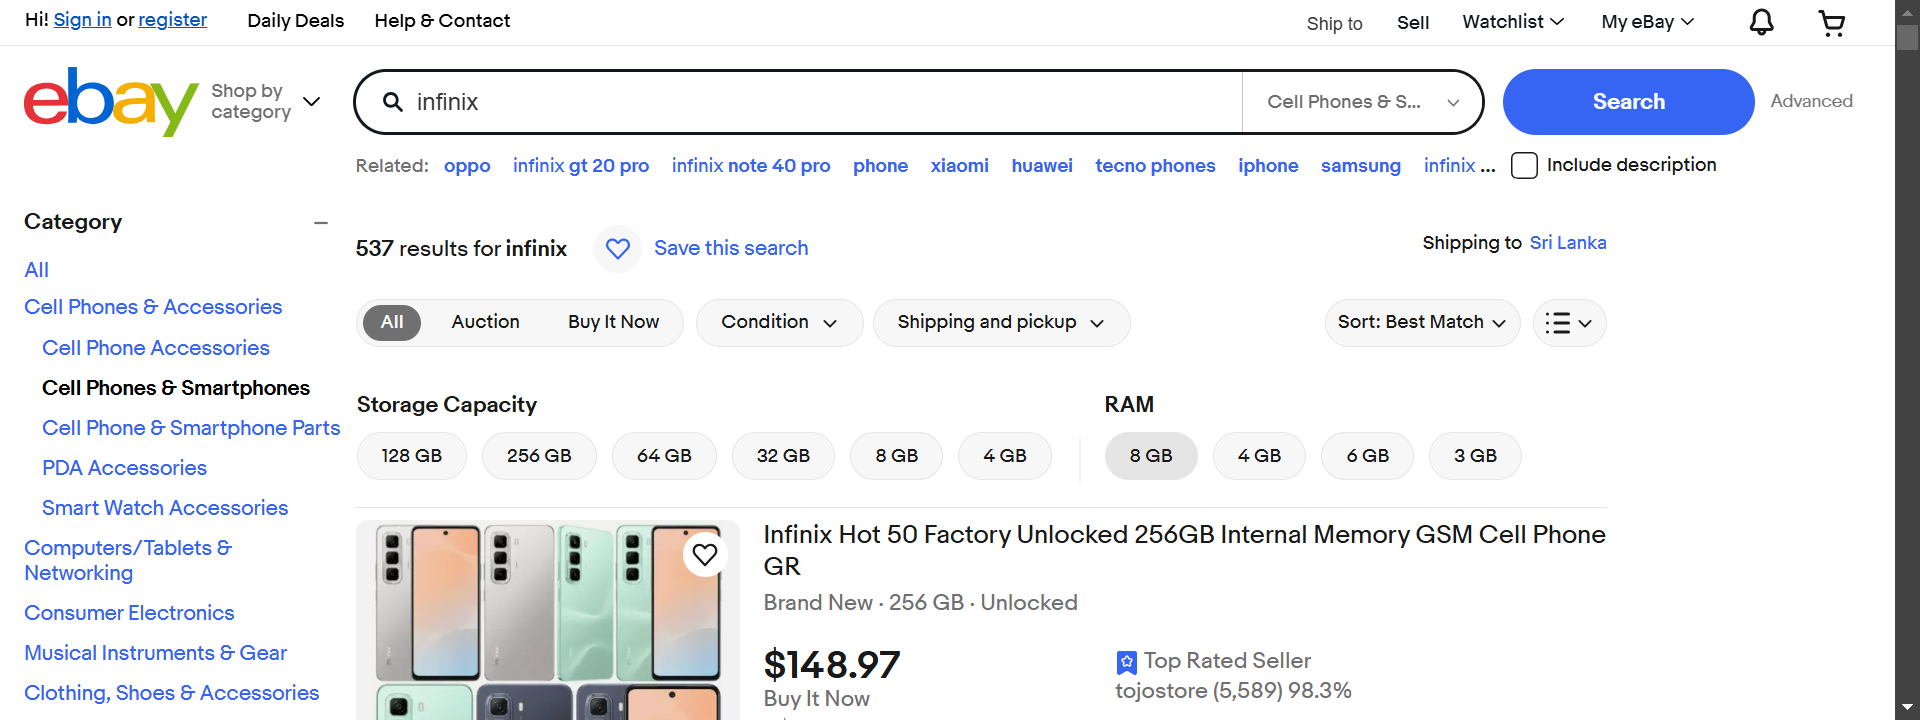 Hi! Sign in or register
Daily Deals
Help & Contact
Ship to
Sell
Watchlist
My eBay
ebay
Shop by
category
infinix
Cell Phones & S...
Search
Advanced
Related: oppo infinix gt 20 pro infinix note 40 pro phone xiaomi huawei tecno phones iphone samsung infinix ...
Include description
Category
All
Cell Phones & Accessories
Cell Phone Accessories
Cell Phones & Smartphones
Cell Phone & Smartphone Parts
PDA Accessories
Smart Watch Accessories
Computers/Tablets &
Networking
Consumer Electronics
Musical Instruments & Gear
Clothing, Shoes & Accessories
537 results for infinix
Save this search
Shipping to Sri Lanka
All
Auction
Buy It Now
Condition
Shipping and pickup
Sort: Best Match
Storage Capacity
128 GB
256 GB
64 GB
32 GB
8 GB
4 GB
RAM
8 GB
4 GB
6 GB
3 GB
Infinix Hot 50 Factory Unlocked 256GB Internal Memory GSM Cell Phone
GR
Brand New · 256 GB · Unlocked
$148.97
Buy It Now
Top Rated Seller
tojostore (5,589) 98.3%